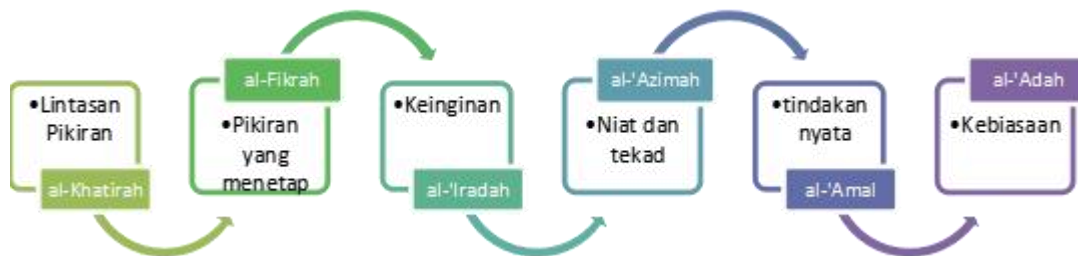 •Lintasan
Pikiran
al-Khatirah
al-Fikrah
•Pikiran
yang
menetap
•Keinginan
al-'Iradah
al-'Azimah
•Niat dan
tekad
•tindakan
nyata
al-'Amal
al-'Adah
•Kebiasaan